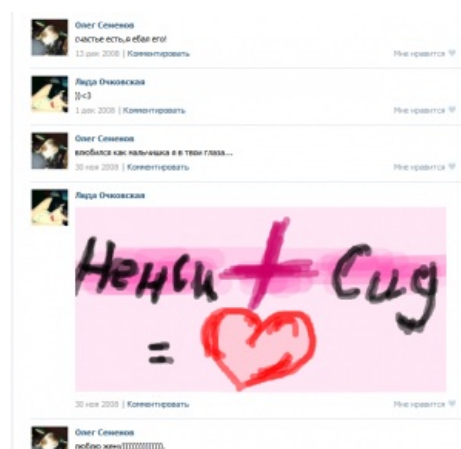 Олег Семенов
счастье есть,я ебал его!
13 дек 2008 | Комментировать Мне нравится
Лида Очковская
))<3
1 дек 2008 | Комментировать Мне нравится
Олег Семенов
влюбился как мальчишка я в твои глаза...
30 ноя 2008 | Комментировать Мне нравится
Лида Очковская
Ненси + Сид
=
30 ноя 2008 | Комментировать Мне нравится
Олег Семенов
люблю жену)))))))))))))).